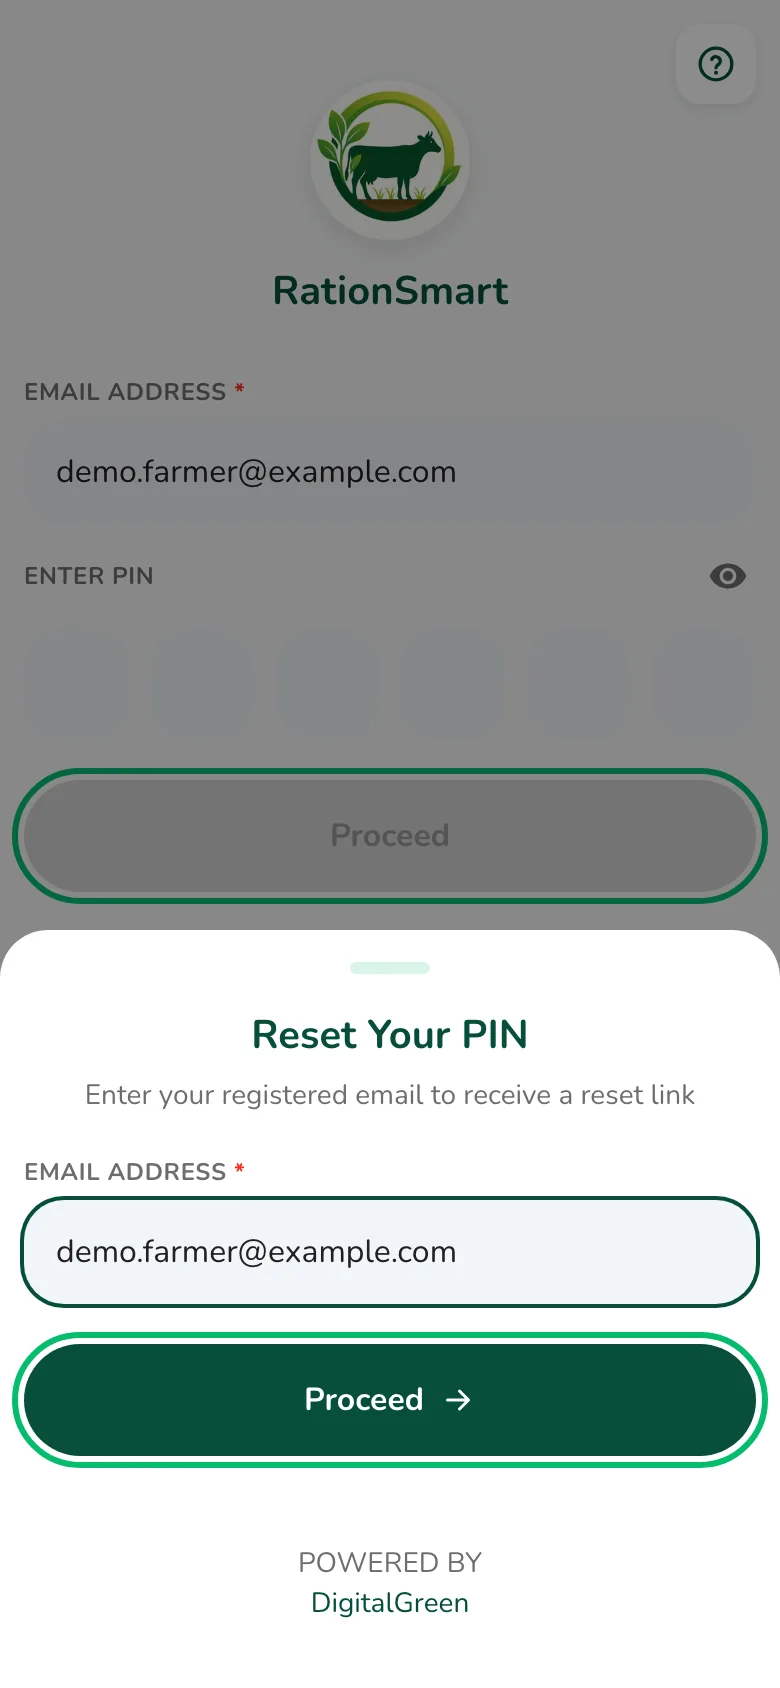 RationSmart
EMAIL ADDRESS *
demo.farmer@example.com
ENTER PIN
Proceed
Reset Your PIN
Enter your registered email to receive a reset link
EMAIL ADDRESS *
demo.farmer@example.com
Proceed →
POWERED BY
DigitalGreen